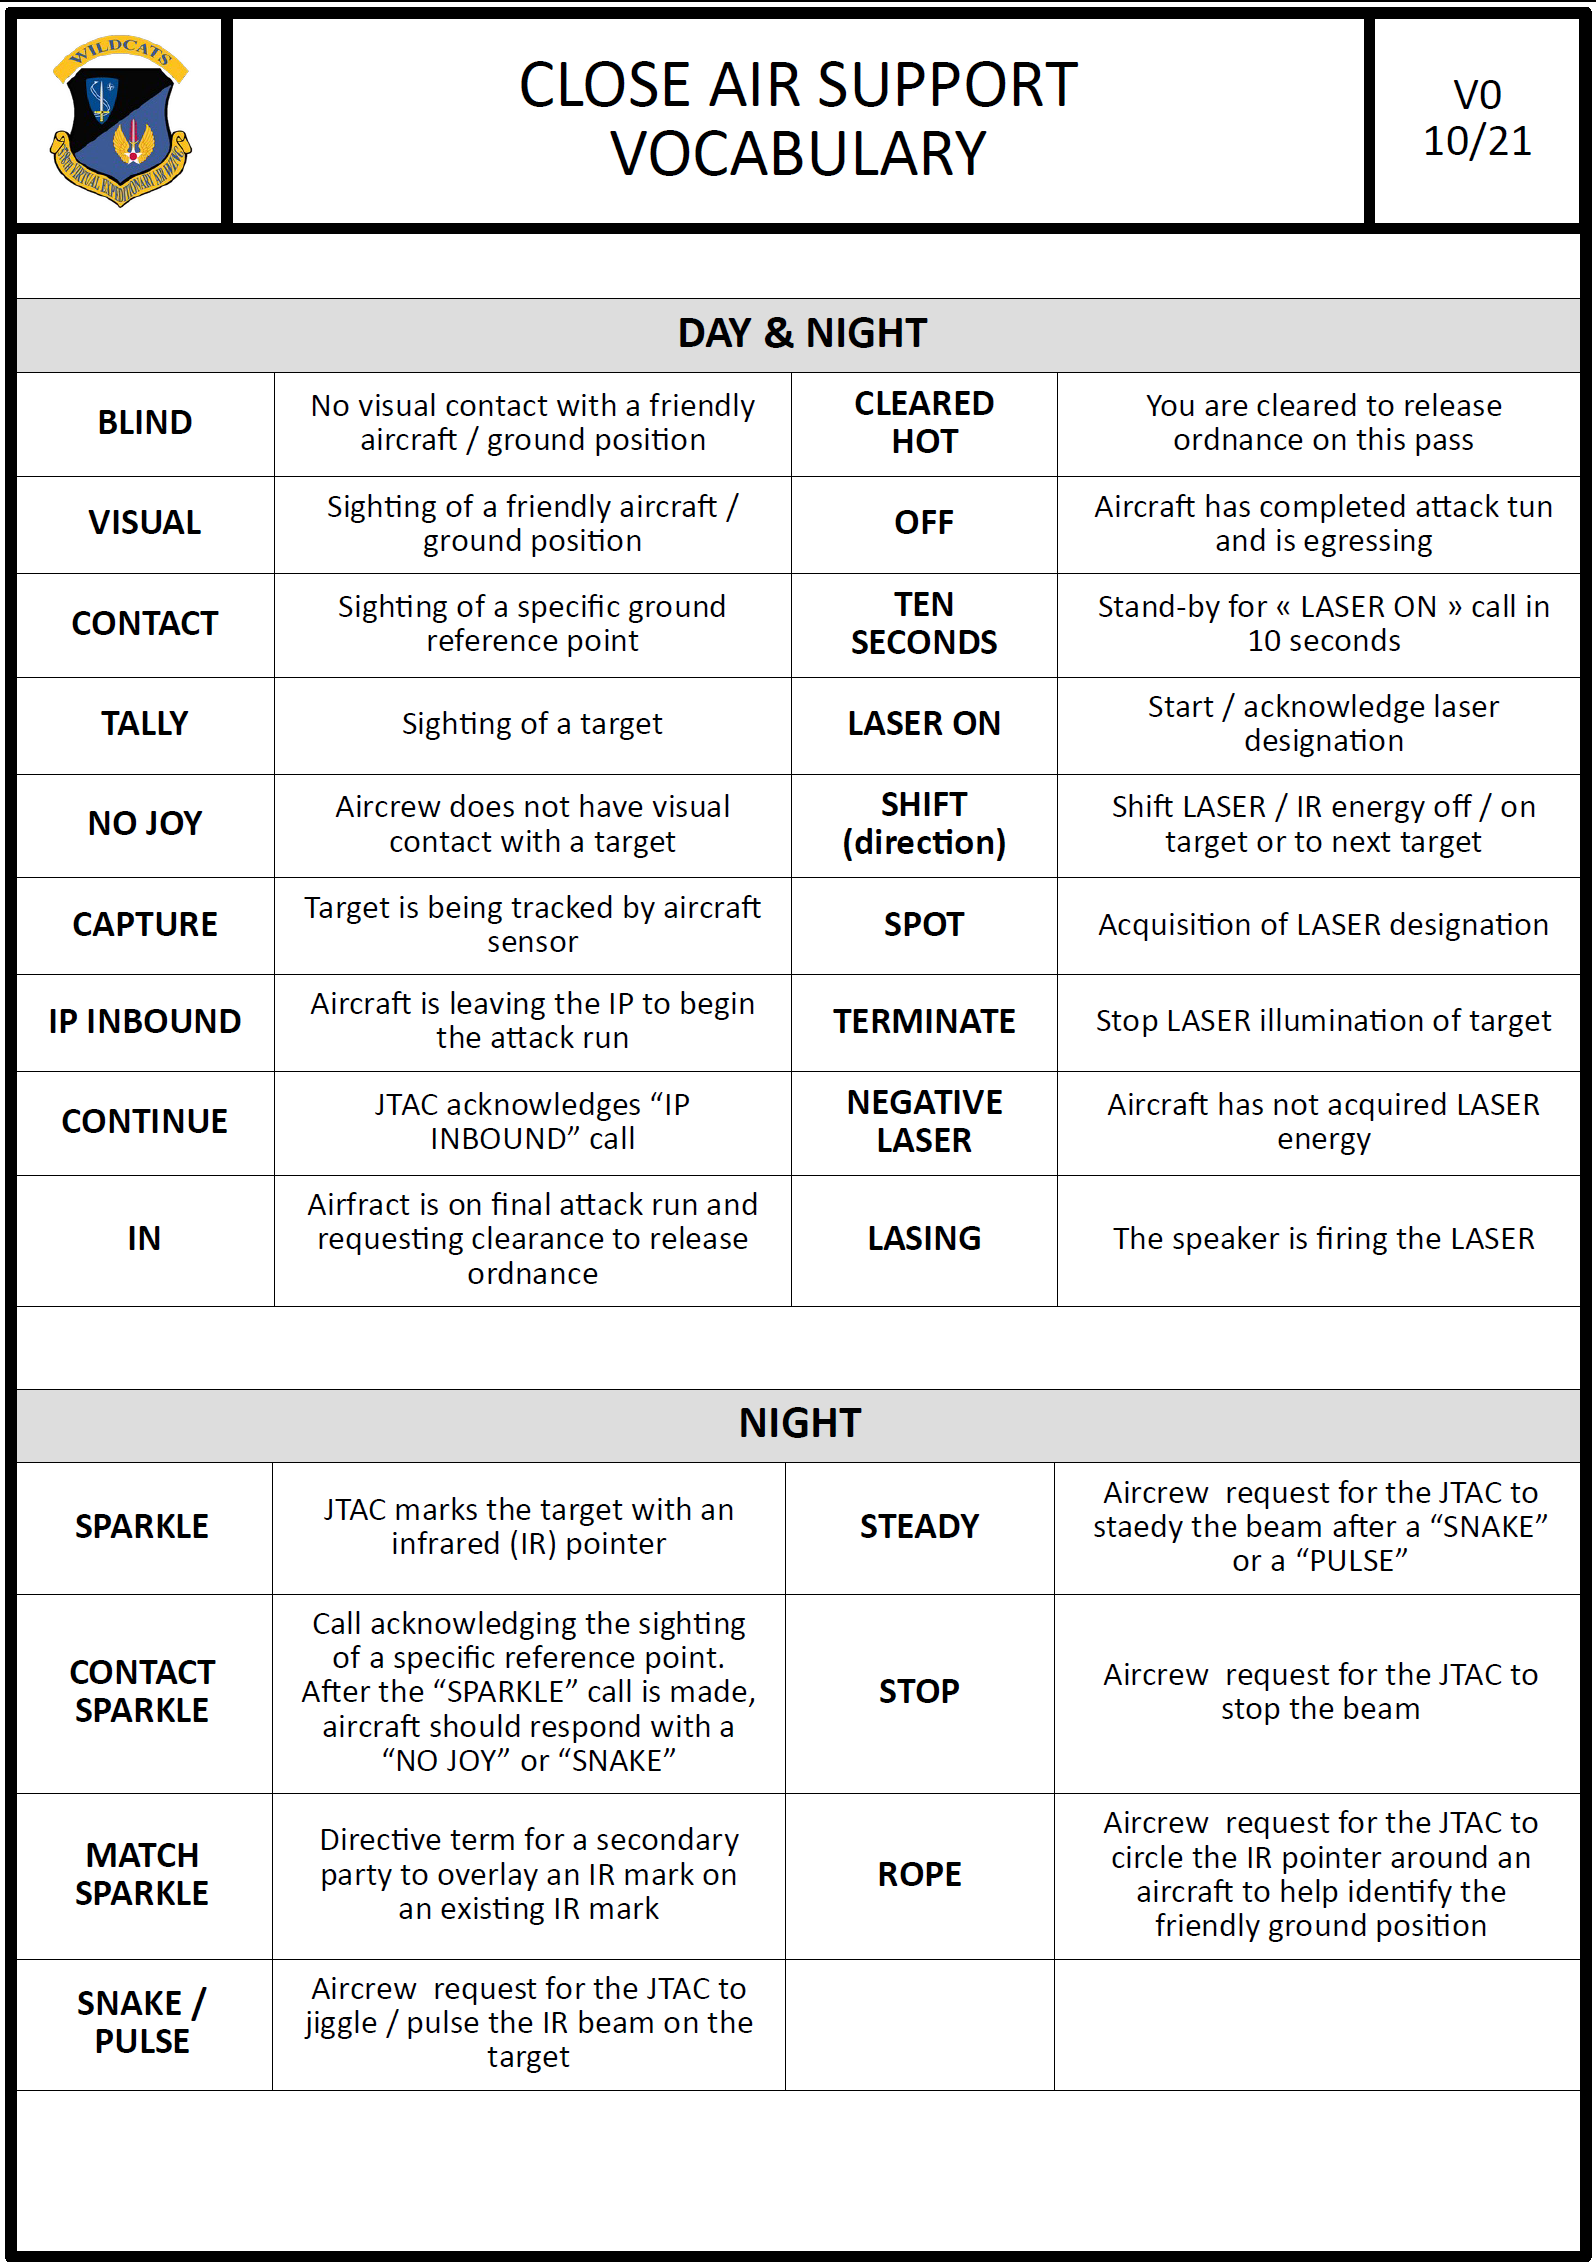 WILDCATS
VIRTUAL EXPEDITIONARY AIR WING
CLOSE AIR SUPPORT
VOCABULARY
V0
10/21
DAY & NIGHT
BLIND
No visual contact with a friendly
aircraft / ground position
CLEARED
HOT
You are cleared to release
ordnance on this pass
VISUAL
Sighting of a friendly aircraft /
ground position
OFF
Aircraft has completed attack tun
and is egressing
CONTACT
Sighting of a specific ground
reference point
TEN
SECONDS
Stand-by for « LASER ON » call in
10 seconds
TALLY
Sighting of a target
LASER ON
Start / acknowledge laser
designation
NO JOY
Aircrew does not have visual
contact with a target
SHIFT
(direction)
Shift LASER / IR energy off / on
target or to next target
CAPTURE
Target is being tracked by aircraft
sensor
SPOT
Acquisition of LASER designation
IP INBOUND
Aircraft is leaving the IP to begin
the attack run
TERMINATE
Stop LASER illumination of target
CONTINUE
JTAC acknowledges “IP
INBOUND” call
NEGATIVE
LASER
Aircraft has not acquired LASER
energy
IN
Airfract is on final attack run and
requesting clearance to release
ordnance
LASING
The speaker is firing the LASER
NIGHT
SPARKLE
JTAC marks the target with an
infrared (IR) pointer
STEADY
Aircrew  request for the JTAC to
staedy the beam after a “SNAKE”
or a “PULSE”
CONTACT
SPARKLE
Call acknowledging the sighting
of a specific reference point.
After the “SPARKLE” call is made,
aircraft should respond with a
“NO JOY” or “SNAKE”
STOP
Aircrew  request for the JTAC to
stop the beam
MATCH
SPARKLE
Directive term for a secondary
party to overlay an IR mark on
an existing IR mark
ROPE
Aircrew  request for the JTAC to
circle the IR pointer around an
aircraft to help identify the
friendly ground position
SNAKE /
PULSE
Aircrew  request for the JTAC to
jiggle / pulse the IR beam on the
target